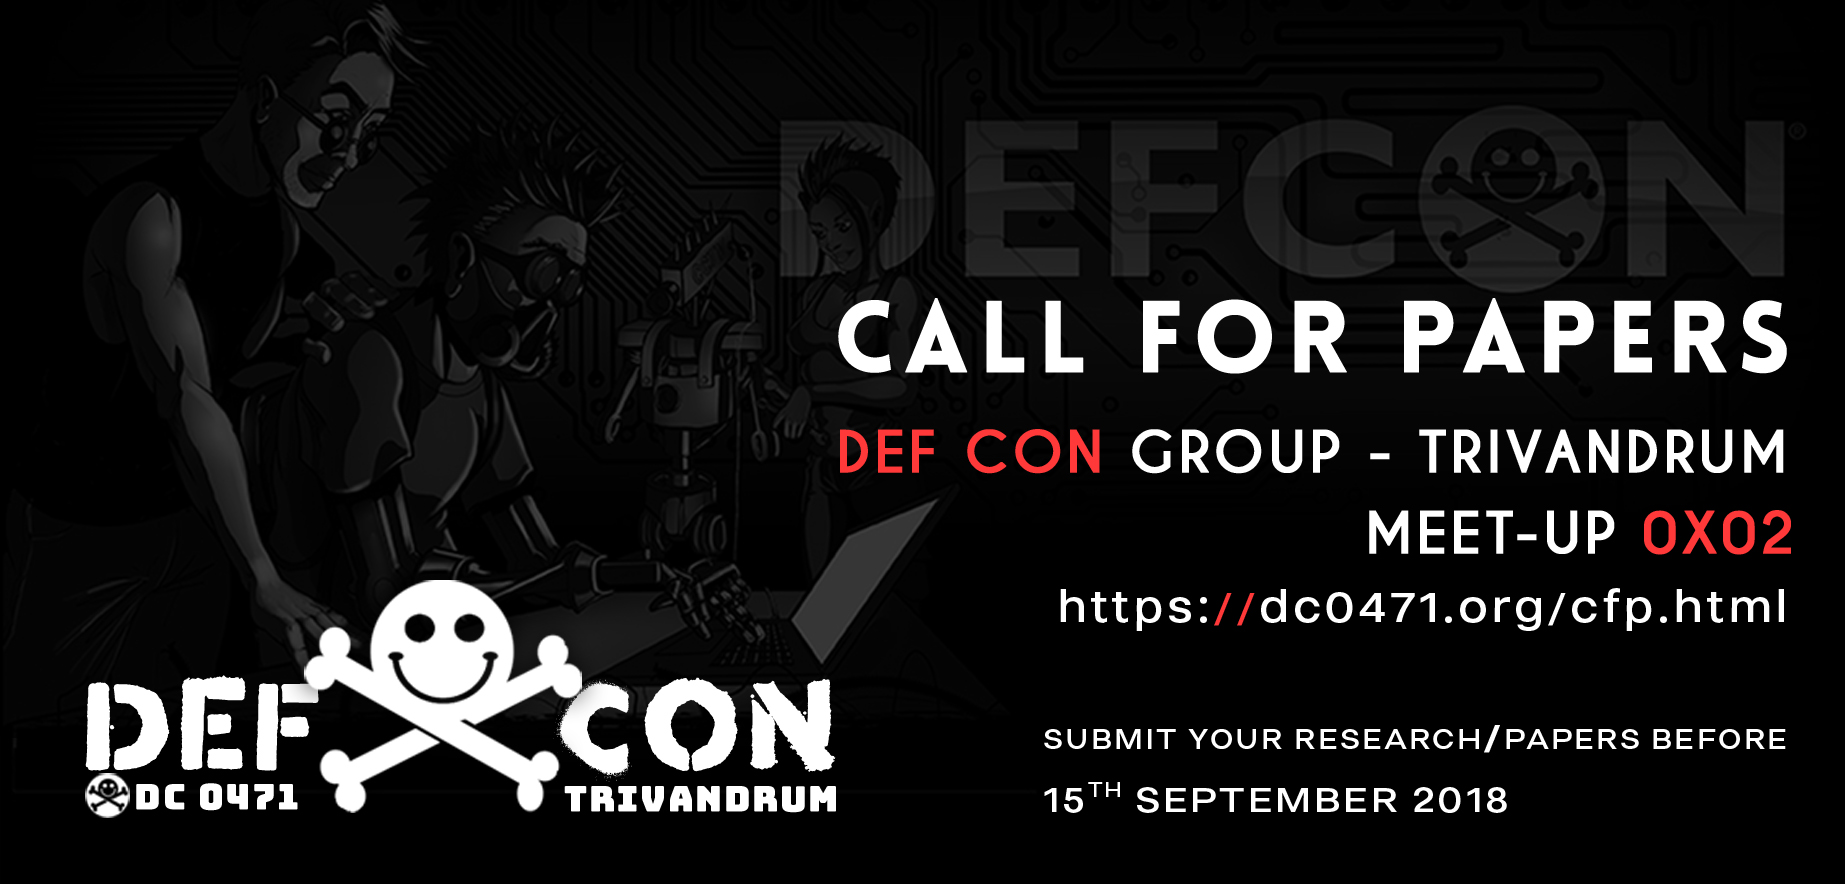 DEFCON®
CALL FOR PAPERS
DEF CON GROUP - TRIVANDRUM
MEET-UP 0X02
https://dc0471.org/cfp.html
DEF CON
DC 0471 TRIVANDRUM
SUBMIT YOUR RESEARCH/PAPERS BEFORE
15TH SEPTEMBER 2018